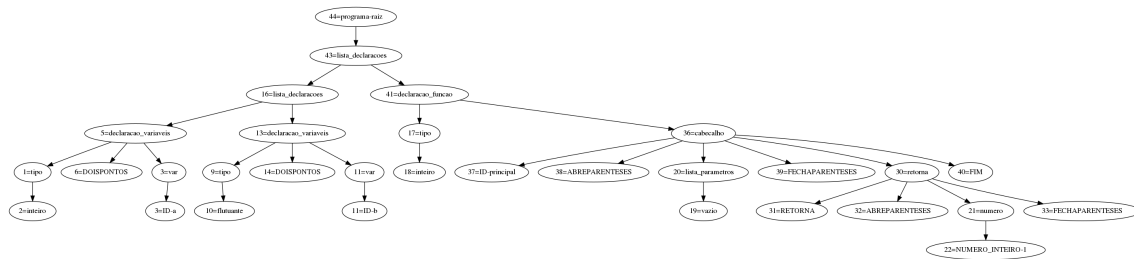 44=programa-raiz
43=lista_declaracoes
16=lista_declaracoes 41=declaracao_funcao
5=declaracao_variaveis 13=declaracao_variaveis 17=tipo 36=cabecalho
1=tipo 6=DOISPONTOS 3=var 9=tipo 14=DOISPONTOS 11=var 18=inteiro 37=ID-principal 38=ABREPARENTESES 20=lista_parametros 39=FECHAPARENTESES 30=retorna 40=FIM
2=inteiro 3=ID-a 10=flutuante 11=ID-b 19=vazio 31=RETORNA 32=ABREPARENTESES 21=numero 33=FECHAPARENTESES
22=NUMERO_INTEIRO-1